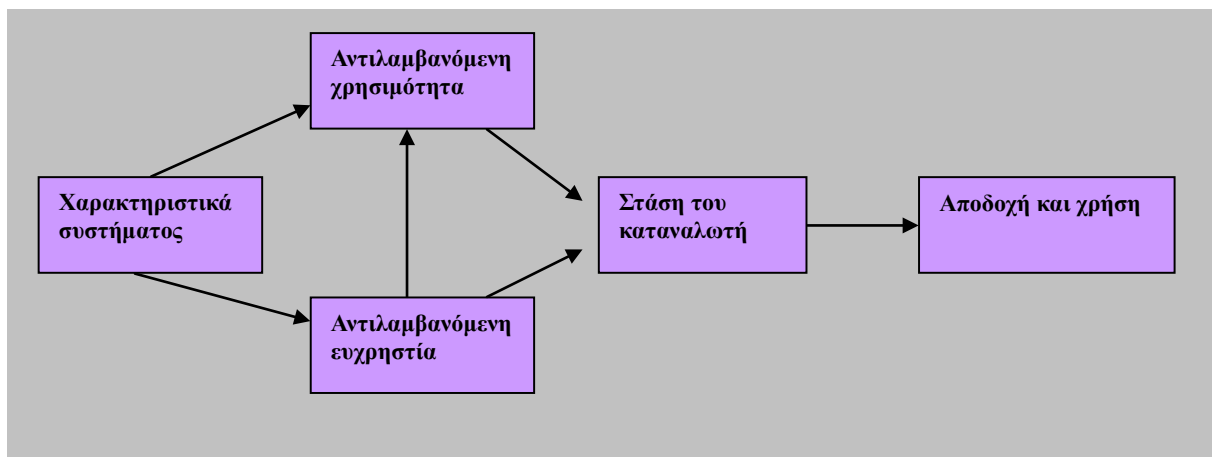 Αντιλαμβανόμενη
χρησιμότητα
Χαρακτηριστικά
συστήματος
Στάση του
καταναλωτή
Αποδοχή και χρήση
Αντιλαμβανόμενη
ευχρηστία